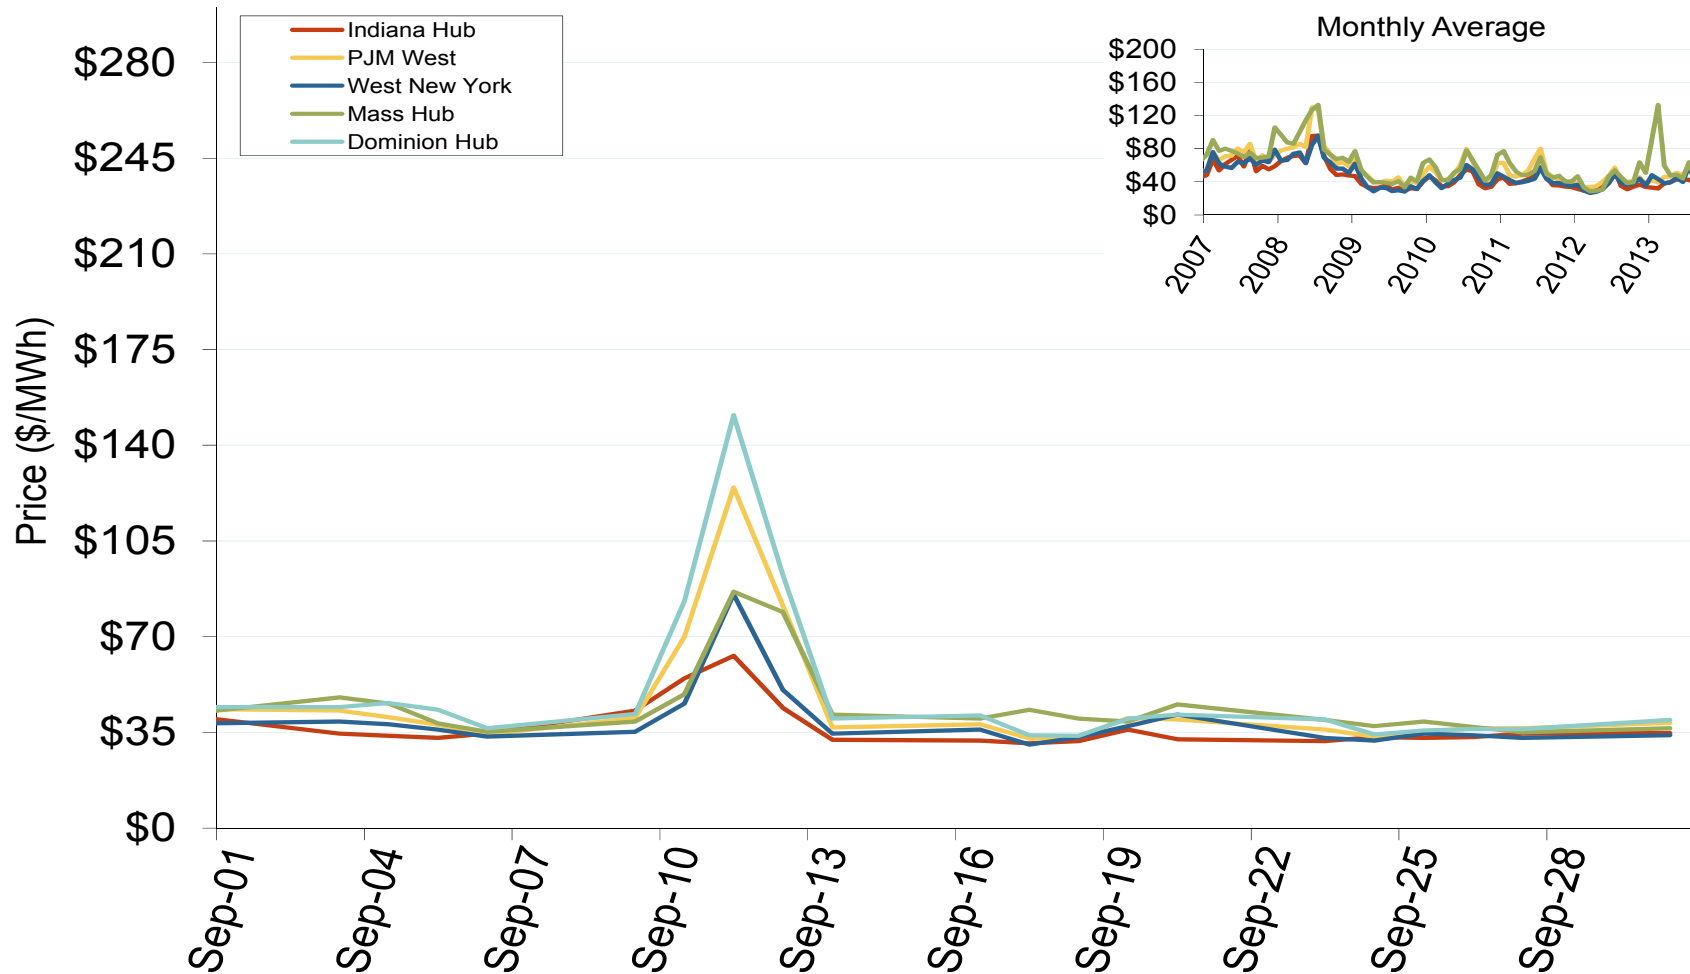 Indiana Hub
PJM West
West New York
Mass Hub
Dominion Hub
Monthly Average
$200
$160
$120
$80
$40
$0
2007
2008
2009
2010
2011
2012
2013
Price ($/MWh)
$280
$245
$210
$175
$140
$105
$70
$35
$0
Sep-01
Sep-04
Sep-07
Sep-10
Sep-13
Sep-16
Sep-19
Sep-22
Sep-25
Sep-28